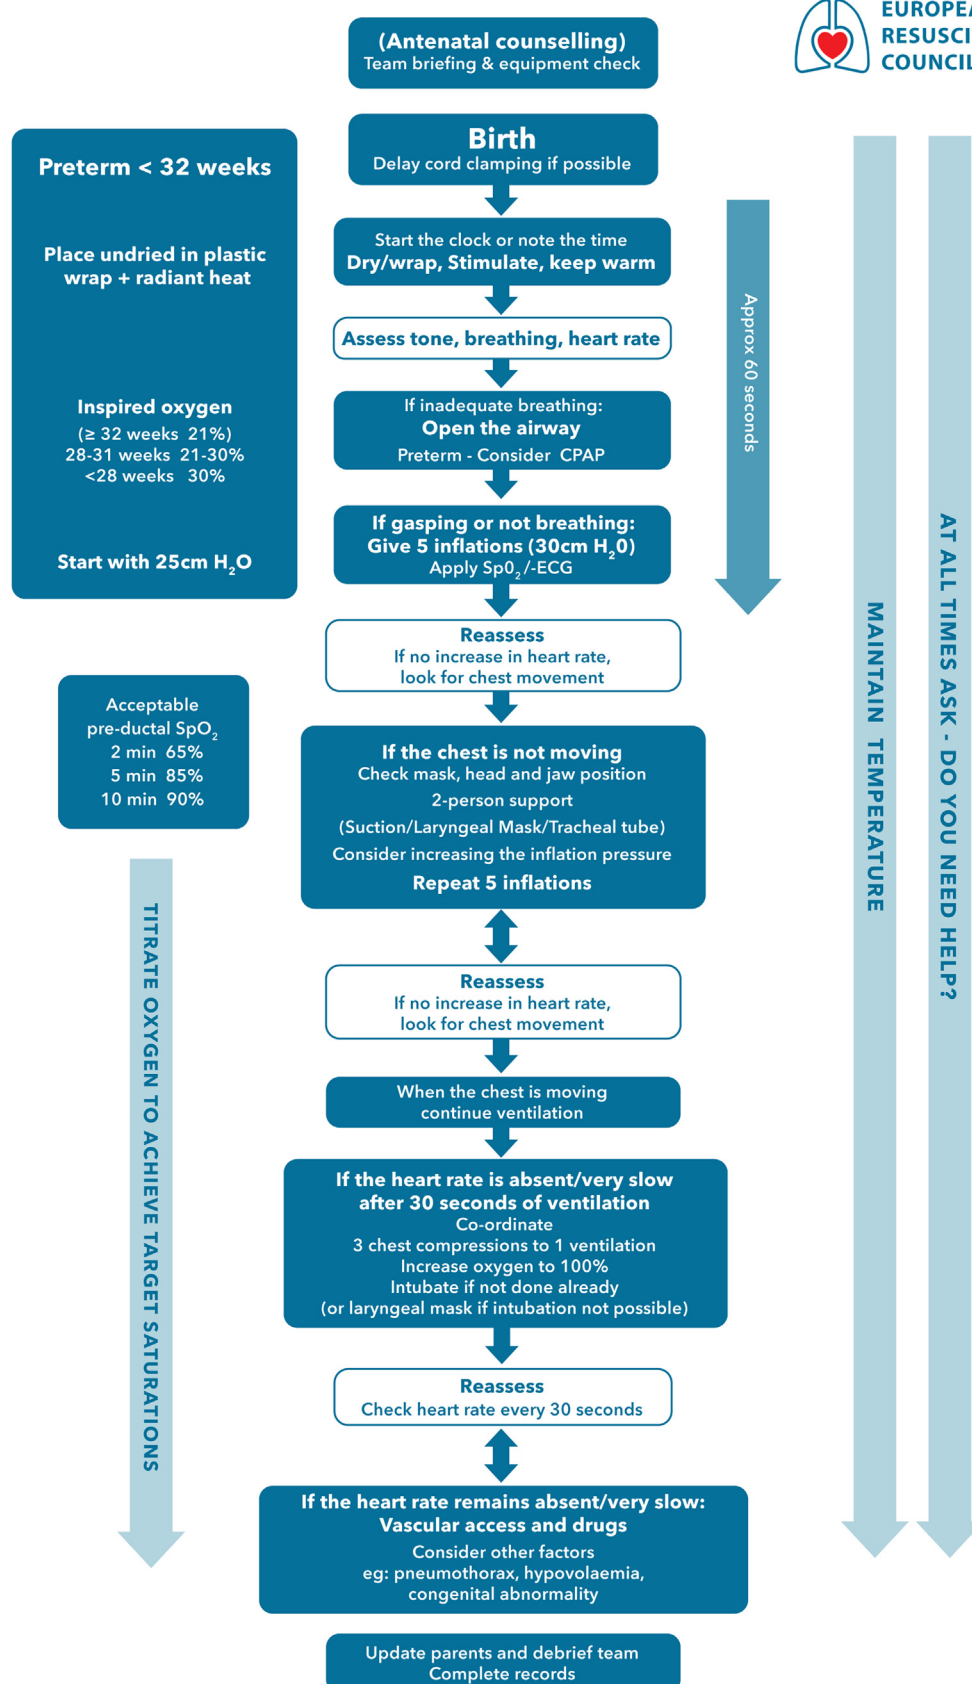 EUROPEA
RESUSCI
COUNCIL
(Antenatal counselling)
Team briefing & equipment check
Birth
Delay cord clamping if possible
Preterm < 32 weeks
Place undried in plastic
wrap + radiant heat
Inspired oxygen
(≥ 32 weeks 21%)
28-31 weeks 21-30%
<28 weeks 30%
Start with 25cm H₂O
Start the clock or note the time
Dry/wrap, Stimulate, keep warm
Assess tone, breathing, heart rate
If inadequate breathing:
Open the airway
Preterm - Consider CPAP
If gasping or not breathing:
Give 5 inflations (30cm H₂0)
Apply Sp0₂/-ECG
Approx 60 seconds
Reassess
If no increase in heart rate,
look for chest movement
Acceptable
pre-ductal SpO₂
2 min 65%
5 min 85%
10 min 90%
If the chest is not moving
Check mask, head and jaw position
2-person support
(Suction/Laryngeal Mask/Tracheal tube)
Consider increasing the inflation pressure
Repeat 5 inflations
Reassess
If no increase in heart rate,
look for chest movement
When the chest is moving
continue ventilation
If the heart rate is absent/very slow
after 30 seconds of ventilation
Co-ordinate
3 chest compressions to 1 ventilation
Increase oxygen to 100%
Intubate if not done already
(or laryngeal mask if intubation not possible)
Reassess
Check heart rate every 30 seconds
If the heart rate remains absent/very slow:
Vascular access and drugs
Consider other factors
eg: pneumothorax, hypovolaemia,
congenital abnormality
Update parents and debrief team
Complete records
TITRATE OXYGEN TO ACHIEVE TARGET SATURATIONS
MAINTAIN TEMPERATURE
AT ALL TIMES ASK - DO YOU NEED HELP?